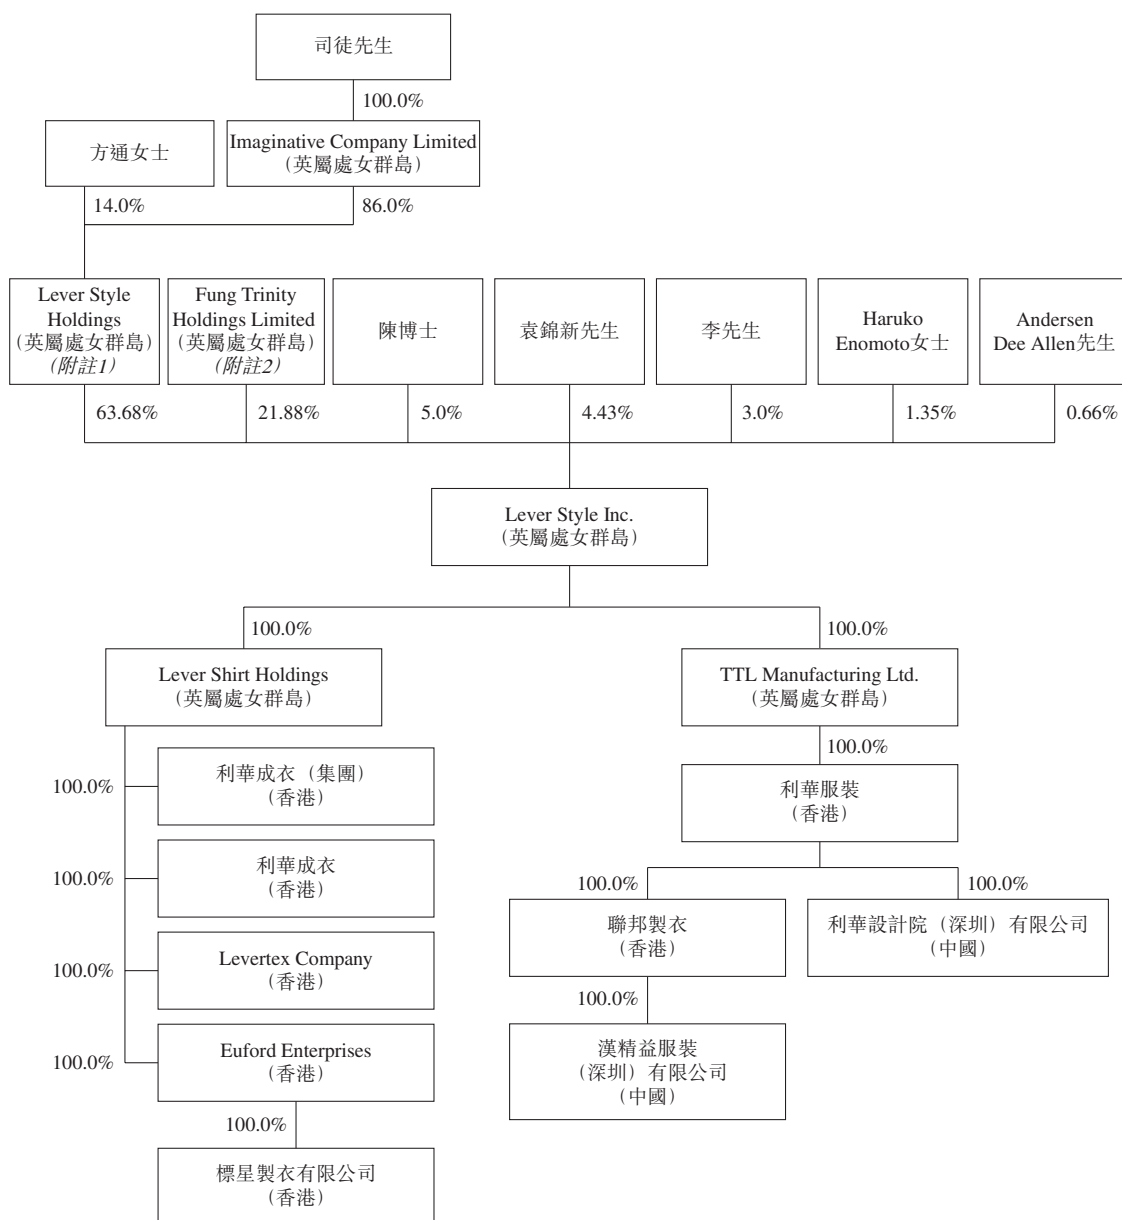 司徒先生
100.0%
方通女士
Imaginative Company Limited
（英屬處女群島）
14.0%
86.0%
Lever Style
Holdings
（英屬處女群島）
（附註1）
Fung Trinity
Holdings Limited
（英屬處女群島）
（附註2）
陳博士
袁錦新先生
李先生
Haruko
Enomoto女士
Andersen
Dee Allen先生
63.68%
21.88%
5.0%
4.43%
3.0%
1.35%
0.66%
Lever Style Inc.
（英屬處女群島）
100.0%
100.0%
Lever Shirt Holdings
（英屬處女群島）
TTL Manufacturing Ltd.
（英屬處女群島）
100.0%
100.0%
利華成衣（集團）
（香港）
利華服裝
（香港）
100.0%
利華成衣
（香港）
100.0%
100.0%
聯邦製衣
（香港）
利華設計院（深圳）有限公司
（中國）
100.0%
Levertex Company
（香港）
100.0%
漢精益服裝
（深圳）有限公司
（中國）
100.0%
Euford Enterprises
（香港）
100.0%
標星製衣有限公司
（香港）